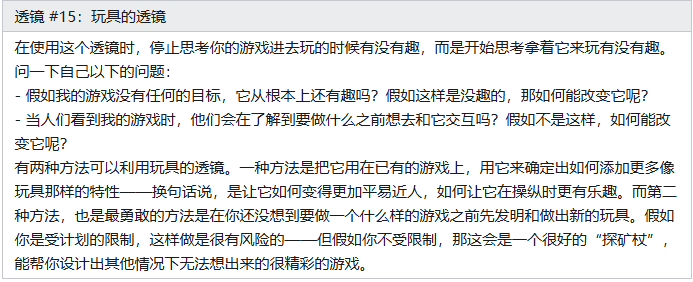 透镜 #15：玩具的透镜
在使用这个透镜时，停止思考你的游戏进去玩的时候有没有趣，而是开始思考拿着它来玩有没有趣。
问一下自己以下的问题：
- 假如我的游戏没有任何的目标，它从根本上还有趣吗？假如这样是没趣的，那如何能改变它呢？
- 当人们看到我的游戏时，他们会在了解到要做什么之前想去和它交互吗？假如不是这样，如何能改
变它呢？
有两种方法可以利用玩具的透镜。一种方法是把它用在已有的游戏上，用它来确定出如何添加更多像
玩具那样的特性——换句话说，是让它如何变得更加平易近人，如何让它在操纵时更有乐趣。而第二
种方法，也是最勇敢的方法是在你还没想到要做一个什么样的游戏之前先发明和做出新的玩具。假如
你是受计划的限制，这样做是很有风险的——但假如你不受限制，那这会是一个很好的“探矿杖”，
能帮你设计出其他情况下无法想出来的很精彩的游戏。